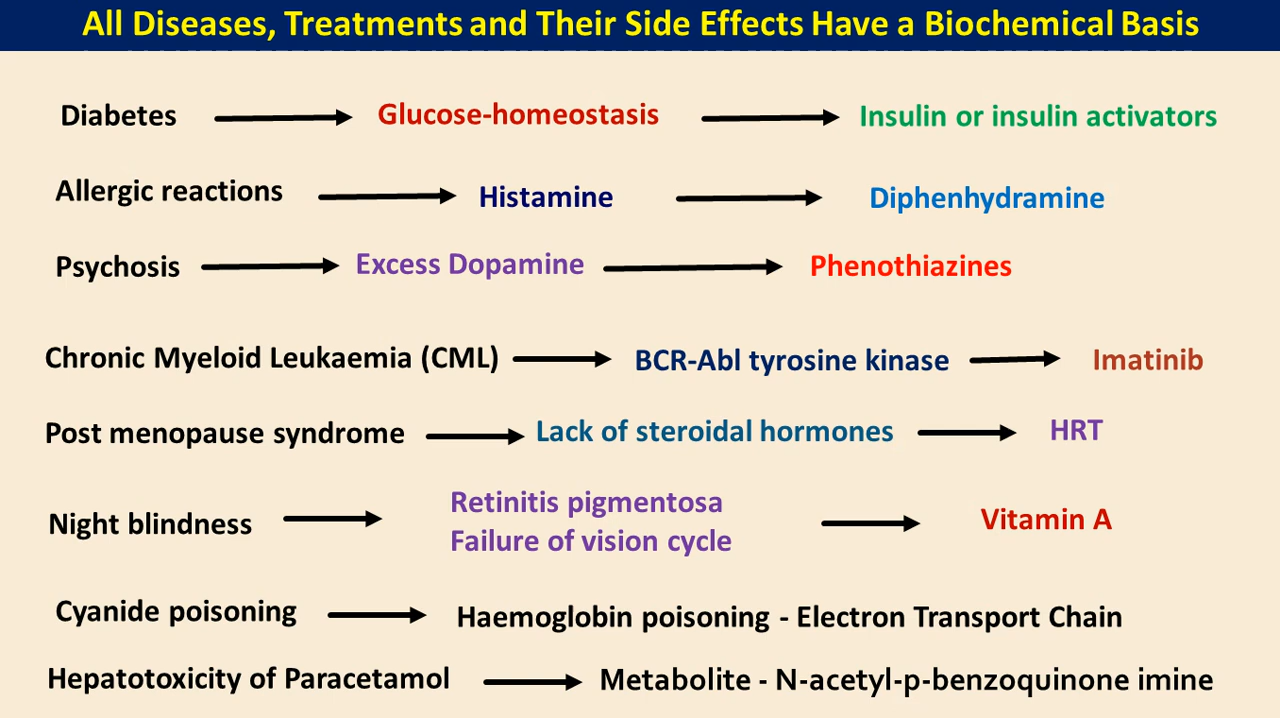 All Diseases, Treatments and Their Side Effects Have a Biochemical Basis
Diabetes Glucose-homeostasis Insulin or insulin activators
Allergic reactions Histamine Diphenhydramine
Psychosis Excess Dopamine Phenothiazines
Chronic Myeloid Leukaemia (CML) BCR-Abl tyrosine kinase Imatinib
Post menopause syndrome Lack of steroidal hormones HRT
Night blindness Retinitis pigmentosa
Failure of vision cycle Vitamin A
Cyanide poisoning Haemoglobin poisoning - Electron Transport Chain
Hepatotoxicity of Paracetamol Metabolite - N-acetyl-p-benzoquinone imine